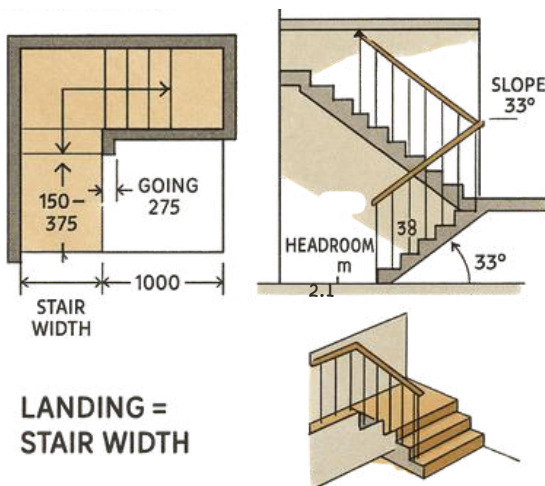 150–
375
GOING
275
1000
STAIR
WIDTH
LANDING =
STAIR WIDTH
SLOPE
33°
38
HEADROOM
m
2.1
33°